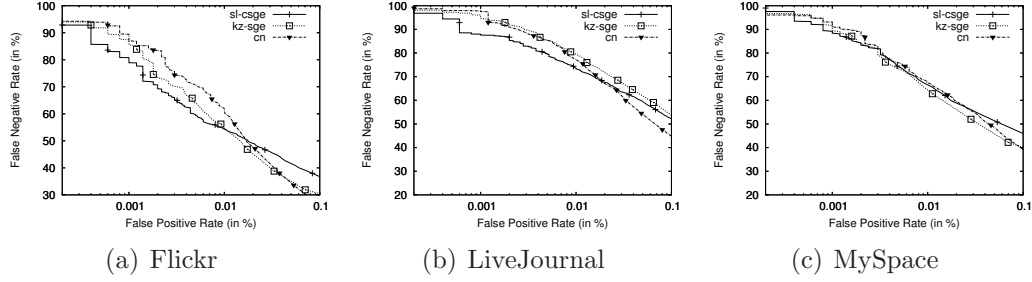 100
90
80
70
60
50
40
30
0.001 0.01 0.1
False Negative Rate (in %)
False Positive Rate (in %)
sl-csge
kz-sge
cn
(a) Flickr
100
90
80
70
60
50
40
30
20
0.001 0.01 0.1
False Negative Rate (in %)
False Positive Rate (in %)
sl-csge
kz-sge
cn
(b) LiveJournal
100
90
80
70
60
50
40
30
20
0.001 0.01 0.1
False Negative Rate (in %)
False Positive Rate (in %)
sl-csge
kz-sge
cn
(c) MySpace